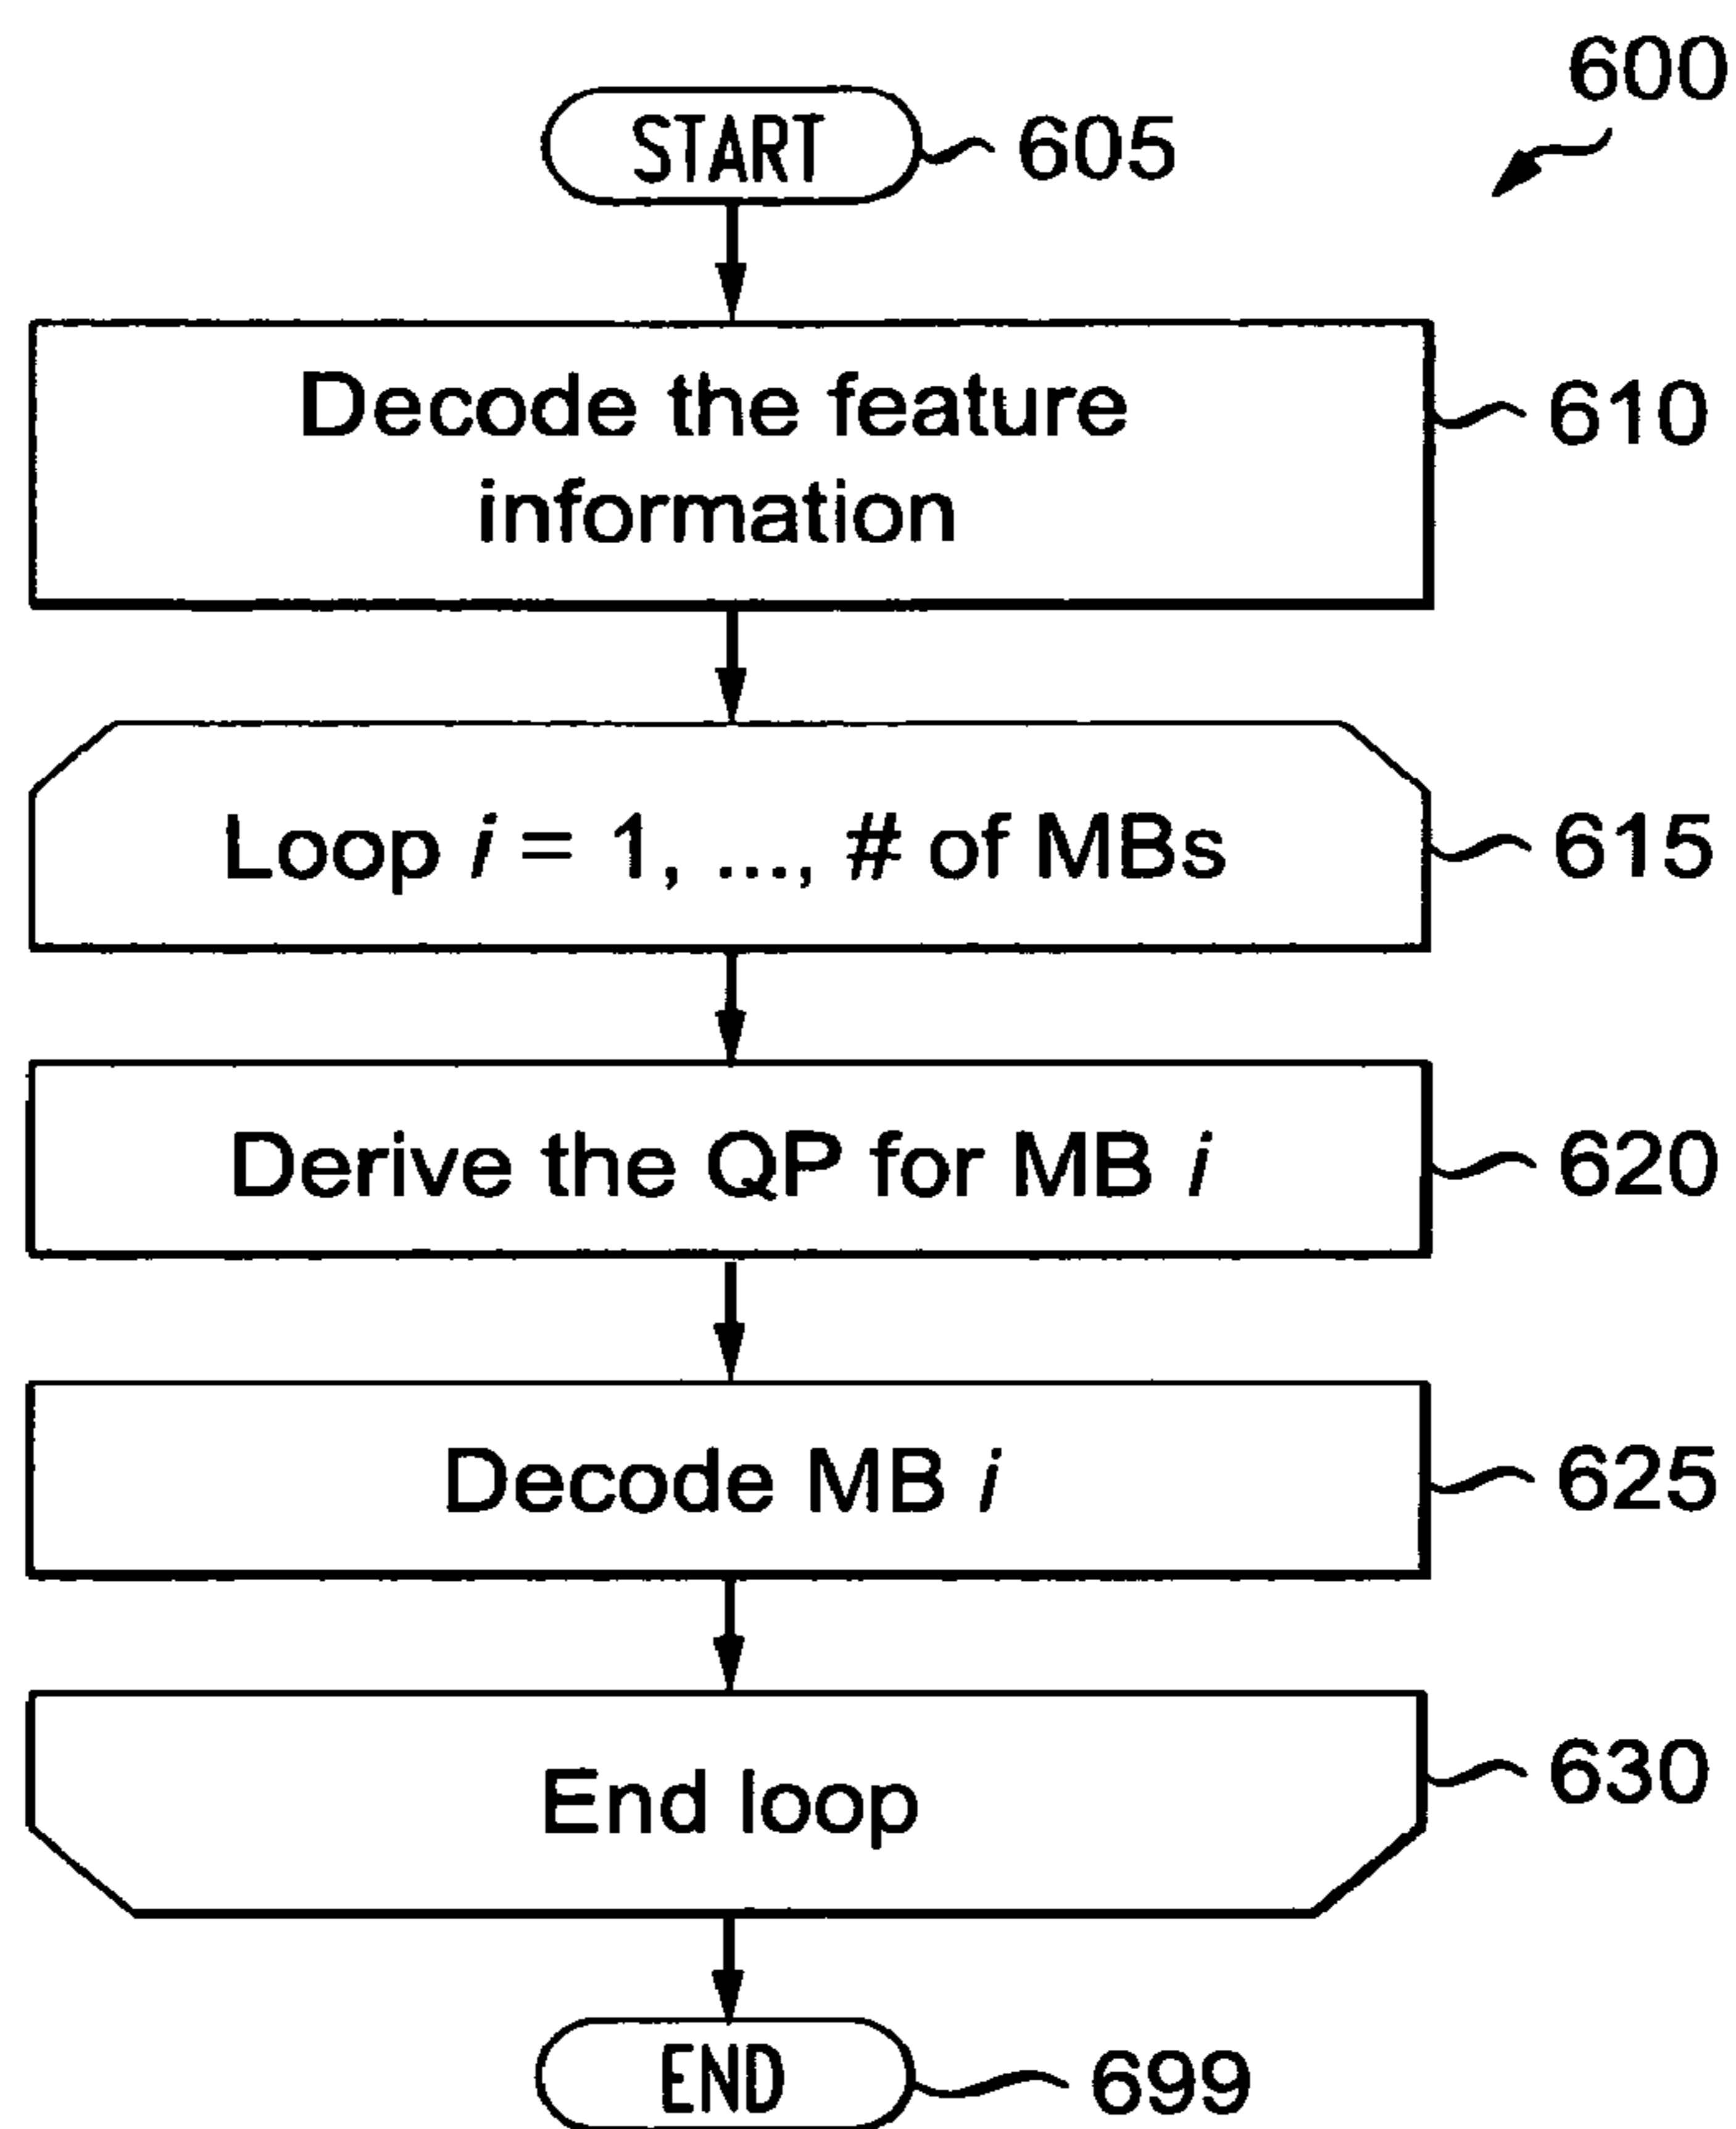 600
START 605
Decode the feature
information
610
Loop i = 1, ..., # of MBs 615
Derive the QP for MB i 620
Decode MB i 625
End loop 630
END 699